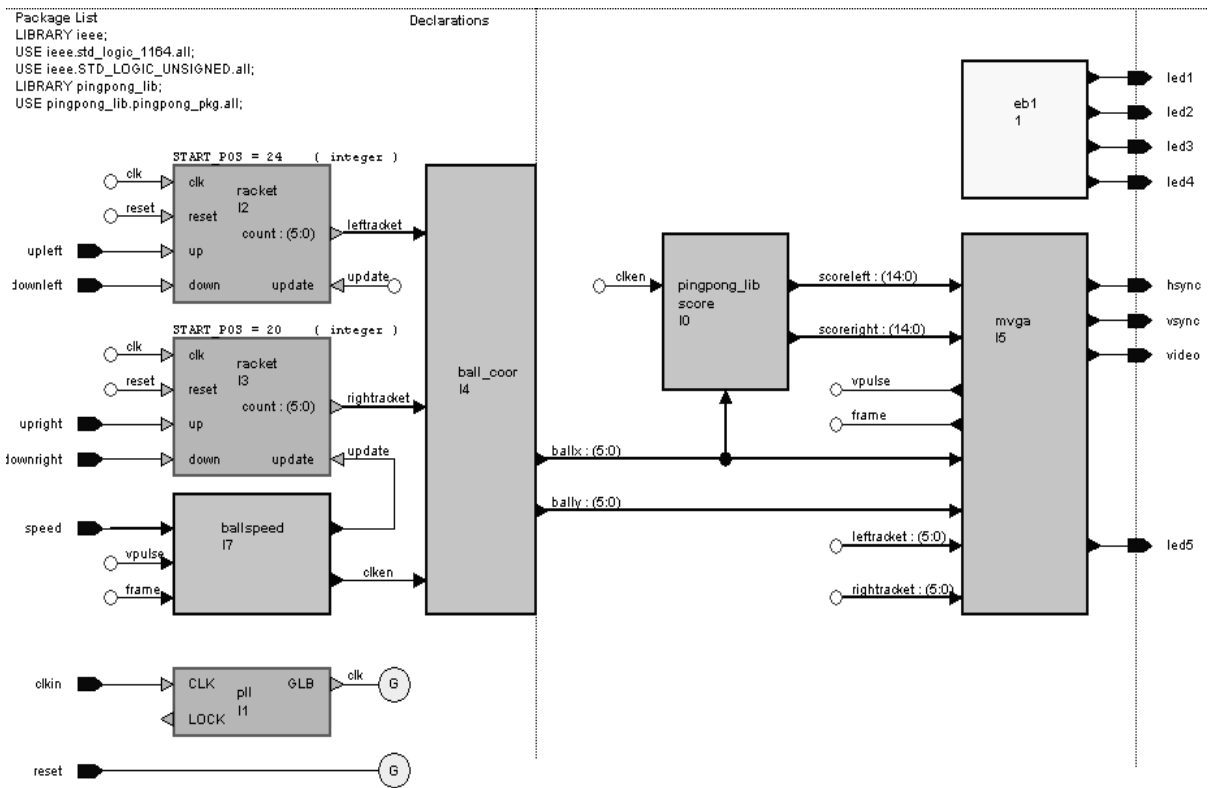 Package List
LIBRARY ieee;
USE ieee.std_logic_1164.all;
USE ieee.STD_LOGIC_UNSIGNED.all;
LIBRARY pingpong_lib;
USE pingpong_lib.pingpong_pkg.all;
Declarations
START_POS = 24 ( integer )
clk
clk
racket
I2
reset
reset
count : (5:0)
leftracket
upleft
up
downleft
down
update
update
START_POS = 20 ( integer )
clk
clk
racket
I3
reset
reset
count : (5:0)
rightracket
upright
up
downright
down
update
update
speed
ballspeed
I7
vpulse
frame
clken
ball_coor
I4
ballx : (5:0)
bally : (5:0)
clkin
CLK
GLB
pll
I1
LOCK
clk
G
reset
G
clken
pingpong_lib
score
I0
scoreleft : (14:0)
scoreright : (14:0)
vpulse
frame
leftracket : (5:0)
rightracket : (5:0)
eb1
1
led1
led2
led3
led4
mvga
I5
hsync
vsync
video
led5